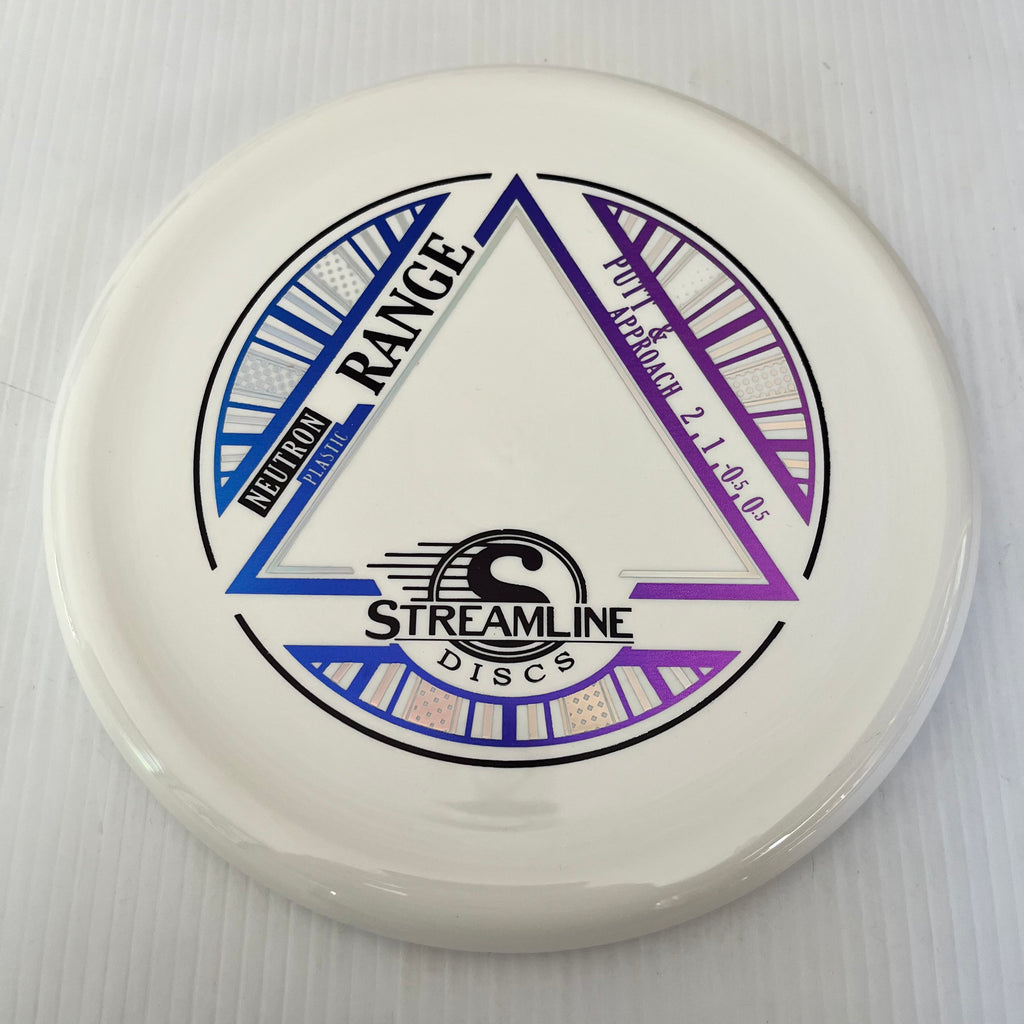 RANGE
NEUTRON
PLASTIC
PUTT &
APPROACH 2, 1, -0.5, 0.5
S
STREAMLINE
DISCS